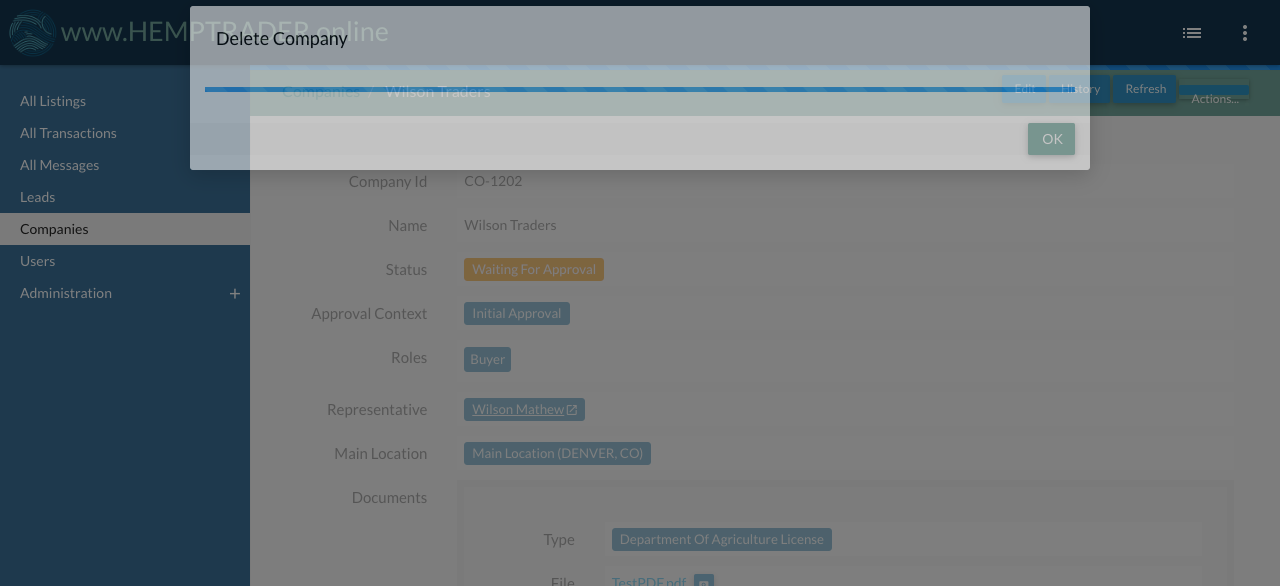 www.HEMPTRADER.online
Delete Company
Companies / Wilson Traders
Edit
History
Refresh
Actions...
OK
All Listings
All Transactions
All Messages
Leads
Companies
Users
Administration
Company Id CO-1202
Name Wilson Traders
Status Waiting For Approval
Approval Context Initial Approval
Roles Buyer
Representative Wilson Mathew
Main Location Main Location (DENVER, CO)
Documents
Type Department Of Agriculture License
File TestPDF.pdf